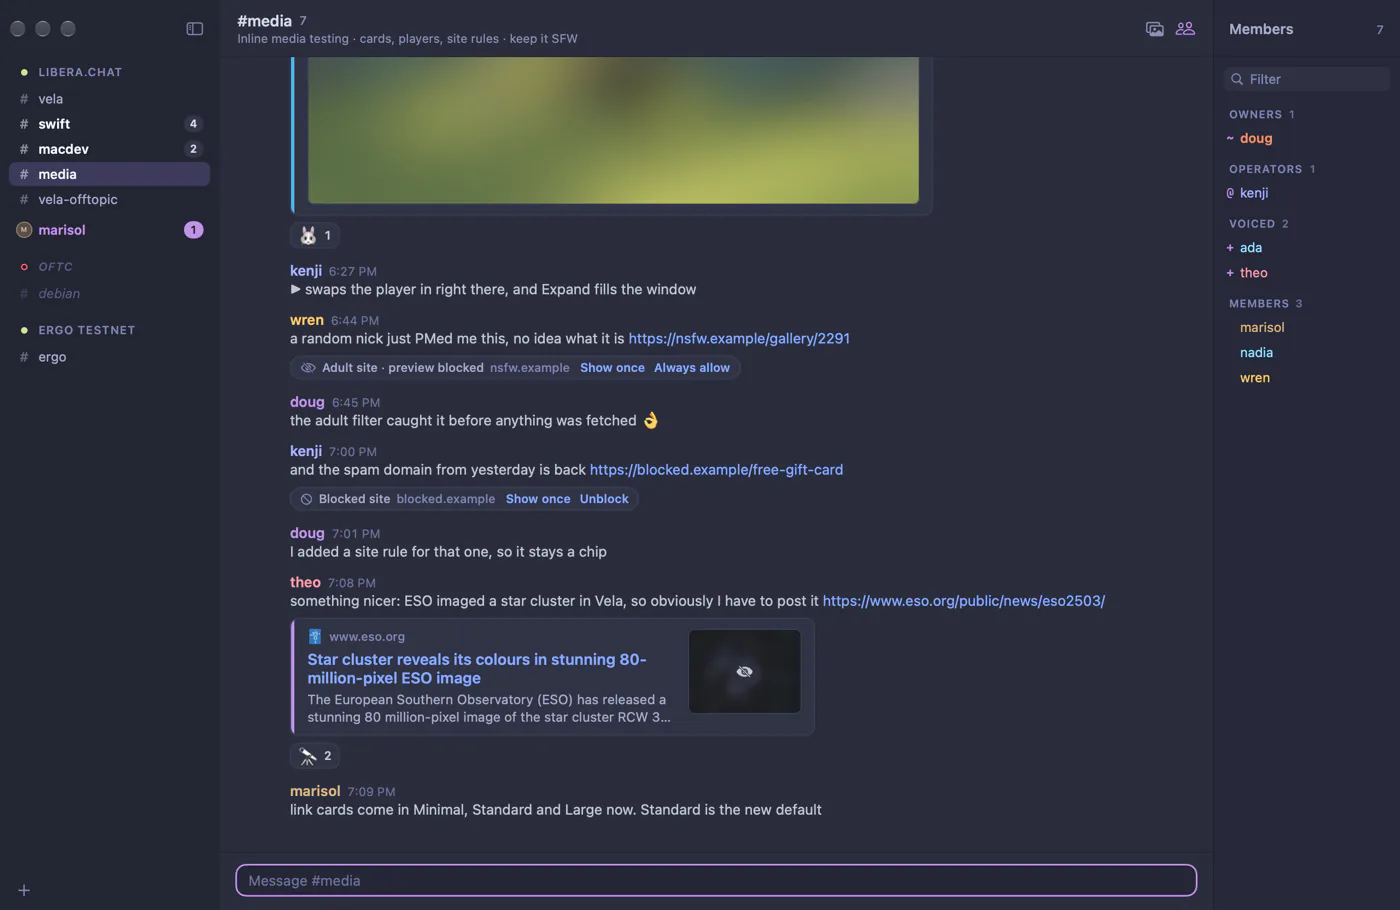 LIBERA.CHAT
# vela
# swift 4
# macdev 2
# media
# vela-offtopic
M marisol 1
OFTC
# debian
ERGO TESTNET
# ergo
+
#media 7
Inline media testing · cards, players, site rules · keep it SFW
1
kenji 6:27 PM
▶ swaps the player in right there, and Expand fills the window
wren 6:44 PM
a random nick just PMed me this, no idea what it is https://nsfw.example/gallery/2291
Adult site · preview blocked nsfw.example Show once Always allow
doug 6:45 PM
the adult filter caught it before anything was fetched 👌
kenji 7:00 PM
and the spam domain from yesterday is back https://blocked.example/free-gift-card
Blocked site blocked.example Show once Unblock
doug 7:01 PM
I added a site rule for that one, so it stays a chip
theo 7:08 PM
something nicer: ESO imaged a star cluster in Vela, so obviously I have to post it https://www.eso.org/public/news/eso2503/
www.eso.org
Star cluster reveals its colours in stunning 80-
million-pixel ESO image
The European Southern Observatory (ESO) has released a
stunning 80 million-pixel image of the star cluster RCW 3...
2
marisol 7:09 PM
link cards come in Minimal, Standard and Large now. Standard is the new default
Message #media
Members 7
Filter
OWNERS 1
~ doug
OPERATORS 1
@ kenji
VOICED 2
+ ada
+ theo
MEMBERS 3
marisol
nadia
wren